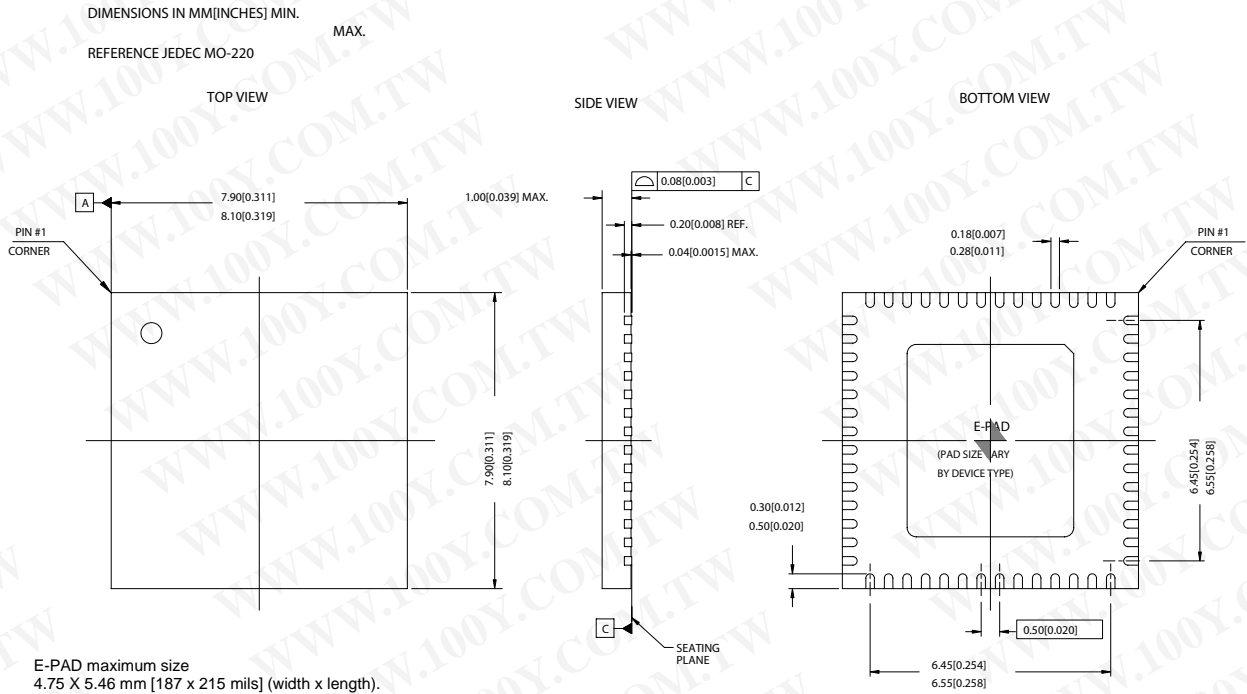 DIMENSIONS IN MM[INCHES] MIN.
MAX.
REFERENCE JEDEC MO-220
TOP VIEW
SIDE VIEW
BOTTOM VIEW
A
7.90[0.311]
8.10[0.319]
PIN #1
CORNER
7.90[0.311]
8.10[0.319]
1.00[0.039] MAX.
0.08[0.003] C
0.20[0.008] REF.
0.04[0.0015] MAX.
C
SEATING
PLANE
0.18[0.007]
0.28[0.011]
PIN #1
CORNER
E-PAD
(PAD SIZE VARY
BY DEVICE TYPE)
0.30[0.012]
0.50[0.020]
6.45[0.254]
6.55[0.258]
0.50[0.020]
6.45[0.254]
6.55[0.258]
E-PAD maximum size
4.75 X 5.46 mm [187 x 215 mils] (width x length).
WWW.100Y.COM.TW